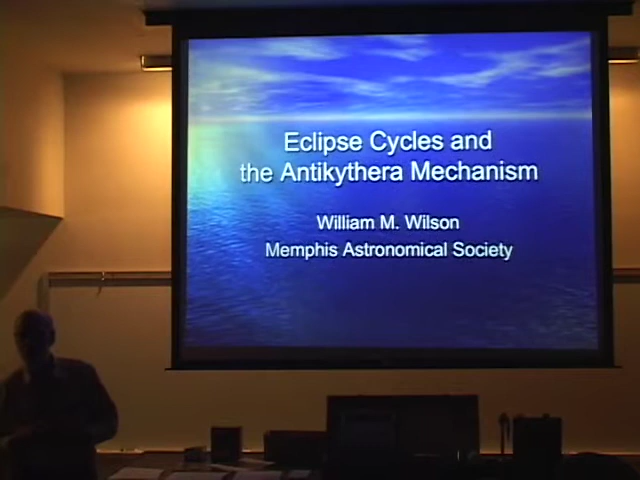 Eclipse Cycles and
the Antikythera Mechanism
William M. Wilson
Memphis Astronomical Society